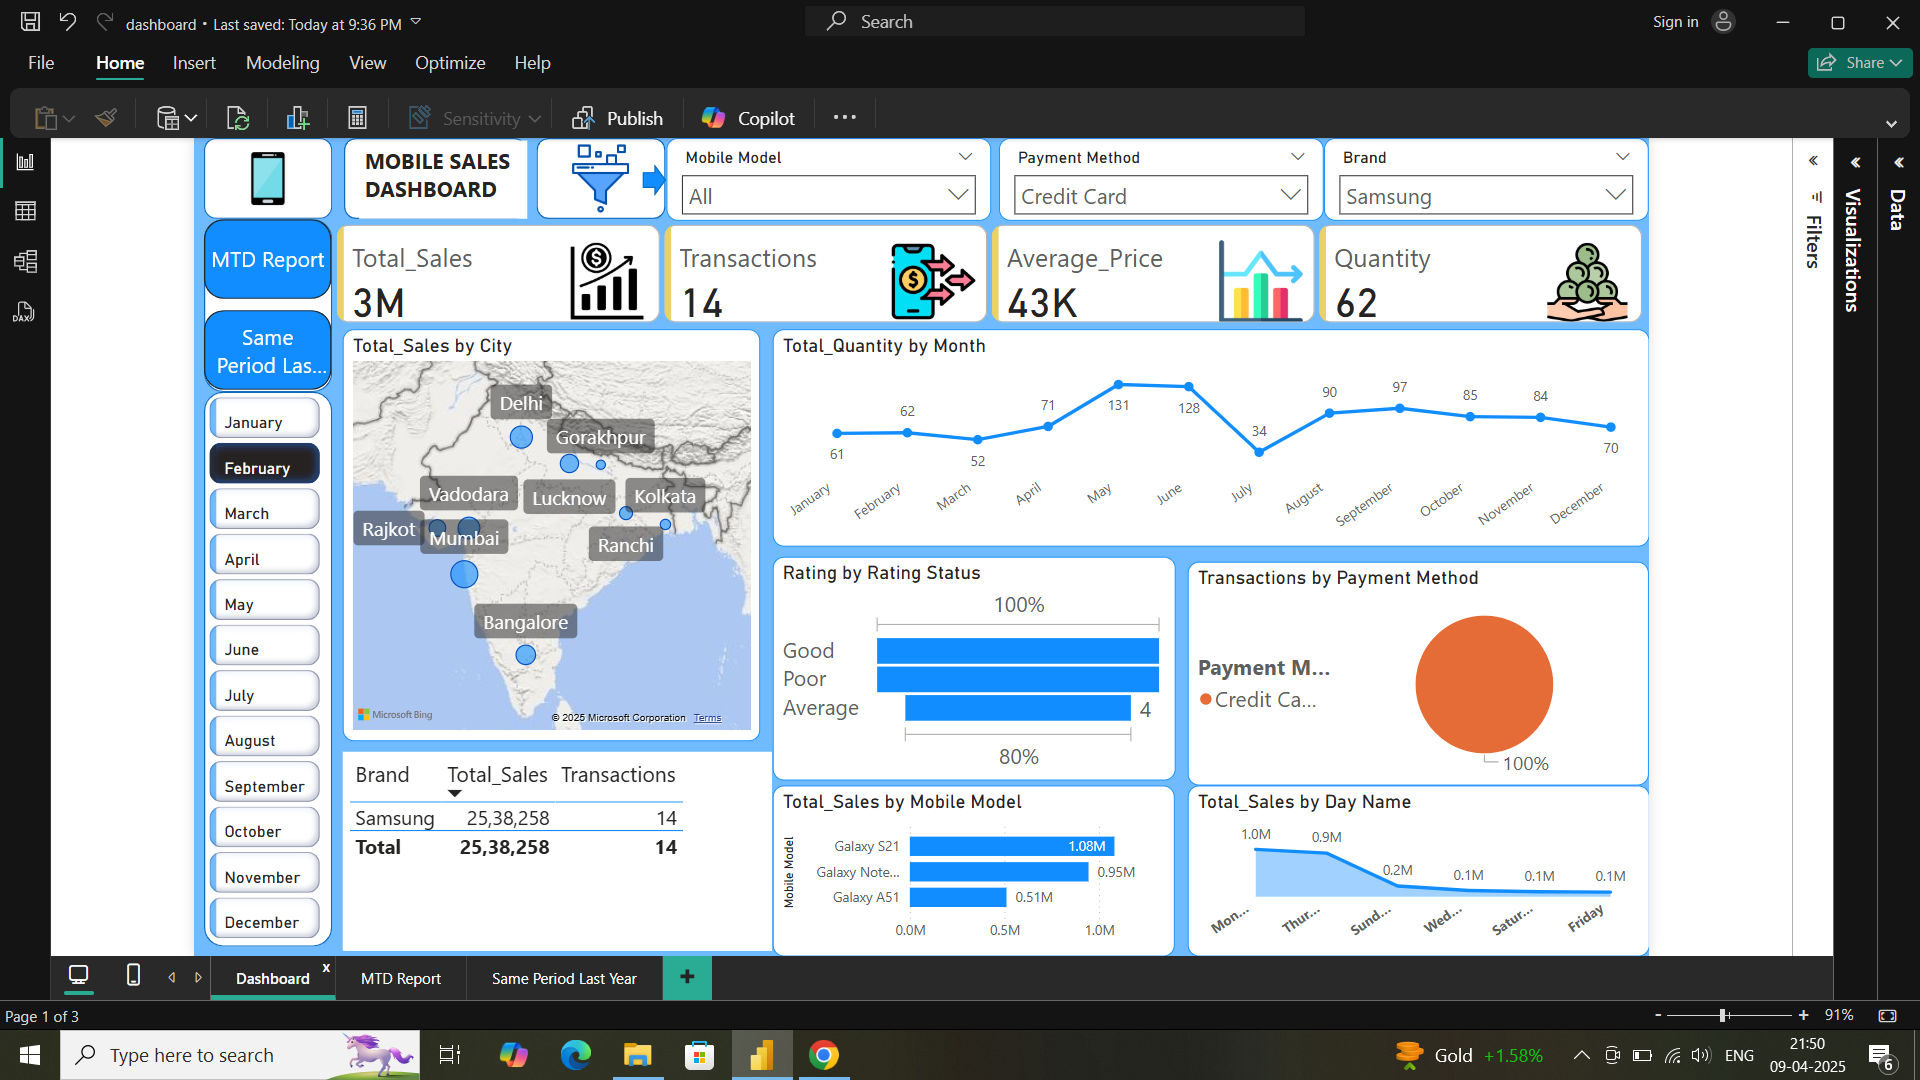 dashboard • Last saved: Today at 9:36 PM
Search
Sign in
File
Home
Insert
Modeling
View
Optimize
Help
Share
Sensitivity
Publish
Copilot
MOBILE SALES
DASHBOARD
Mobile Model
All
Payment Method
Credit Card
Brand
Samsung
Filters
Visualizations
Data
MTD Report
Same
Period Las...
Total_Sales
3M
Transactions
14
Average_Price
43K
Quantity
62
January
February
March
April
May
June
July
August
September
October
November
December
Total_Sales by City
Delhi
Gorakhpur
Vadodara
Lucknow
Kolkata
Rajkot
Mumbai
Ranchi
Bangalore
Microsoft Bing
© 2025 Microsoft Corporation Terms
Total_Quantity by Month
61
62
52
71
131
128
34
90
97
85
84
70
January
February
March
April
May
June
July
August
September
October
November
December
Rating by Rating Status
100%
Good
Poor
Average
4
80%
Transactions by Payment Method
Payment M...
Credit Ca...
100%
Brand Total_Sales Transactions
Samsung 25,38,258 14
Total 25,38,258 14
Total_Sales by Mobile Model
Mobile Model
Galaxy S21 1.08M
Galaxy Note... 0.95M
Galaxy A51 0.51M
0.0M 0.5M 1.0M
Total_Sales by Day Name
1.0M
0.9M
0.2M
0.1M
0.1M
0.1M
Mon...
Thur...
Sund...
Wed...
Satur...
Friday
Dashboard
x
MTD Report
Same Period Last Year
+
Page 1 of 3
- + 91%
Type here to search
Gold +1.58%
ENG
21:50
09-04-2025
6
DAX